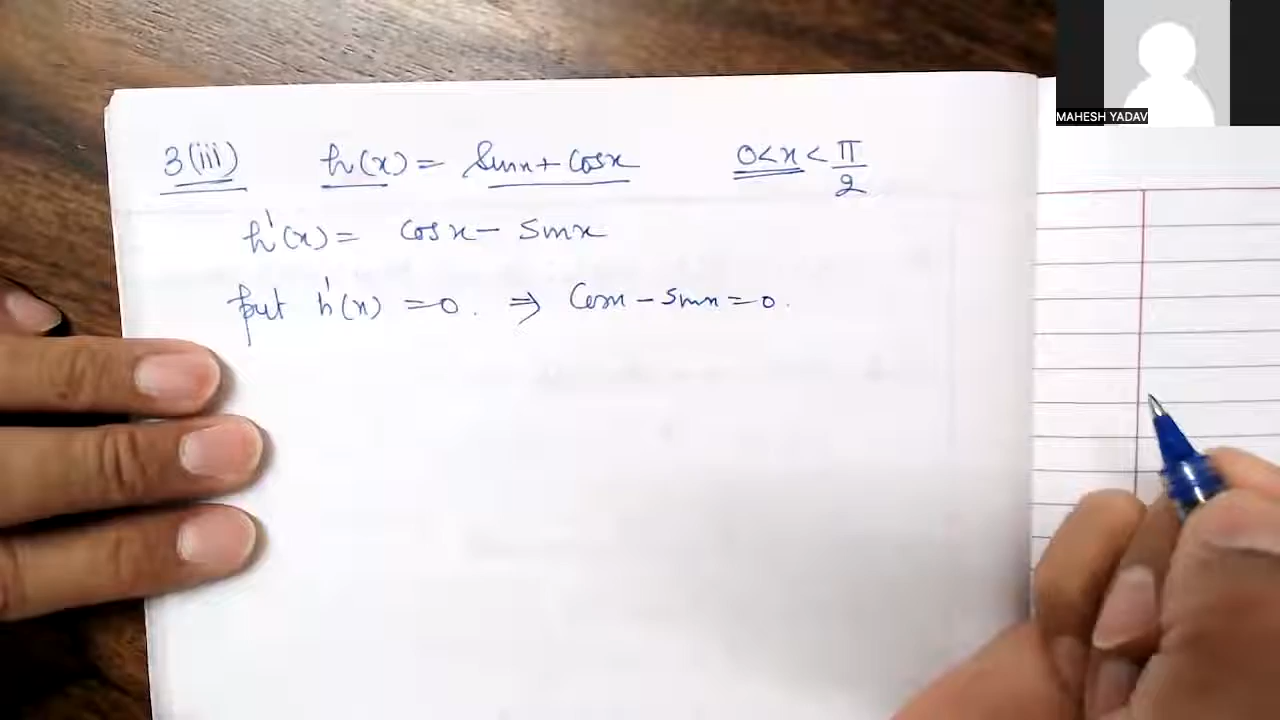 3(iii) h(x) = sinx + cosx 0<x<π/2
h'(x) = cosx - sinx
put h'(x) = 0. ⇒ cosx - sinx = 0.
MAHESH YADAV